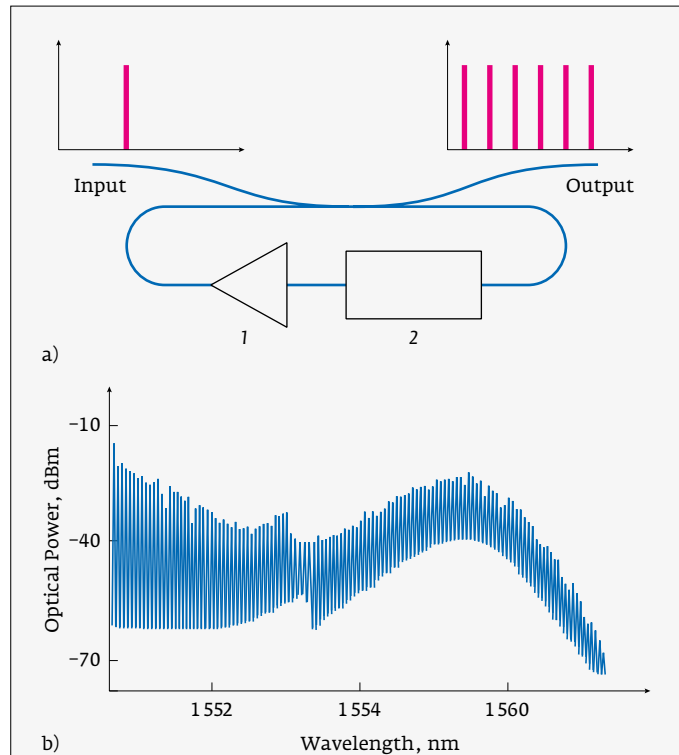 Input
Output
1
2
a)
Optical Power, dBm
−10
−40
−70
1 552
1 554
1 560
Wavelength, nm
b)